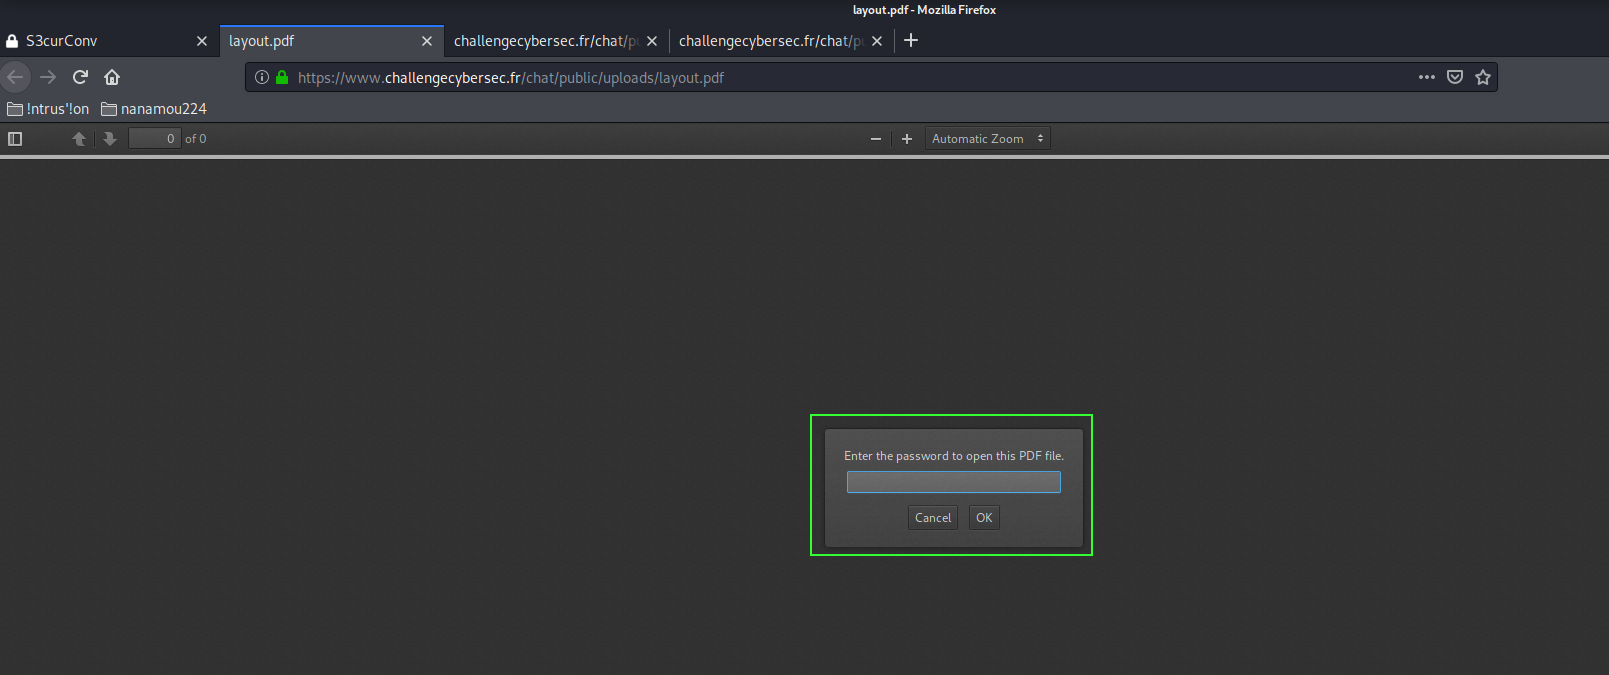 layout.pdf - Mozilla Firefox
S3curConv
layout.pdf
challengecybersec.fr/chat/pu
challengecybersec.fr/chat/pu
https://www.challengecybersec.fr/chat/public/uploads/layout.pdf
!ntrus'!on
nanamou224
0 of 0
Automatic Zoom
Enter the password to open this PDF file.
Cancel
OK